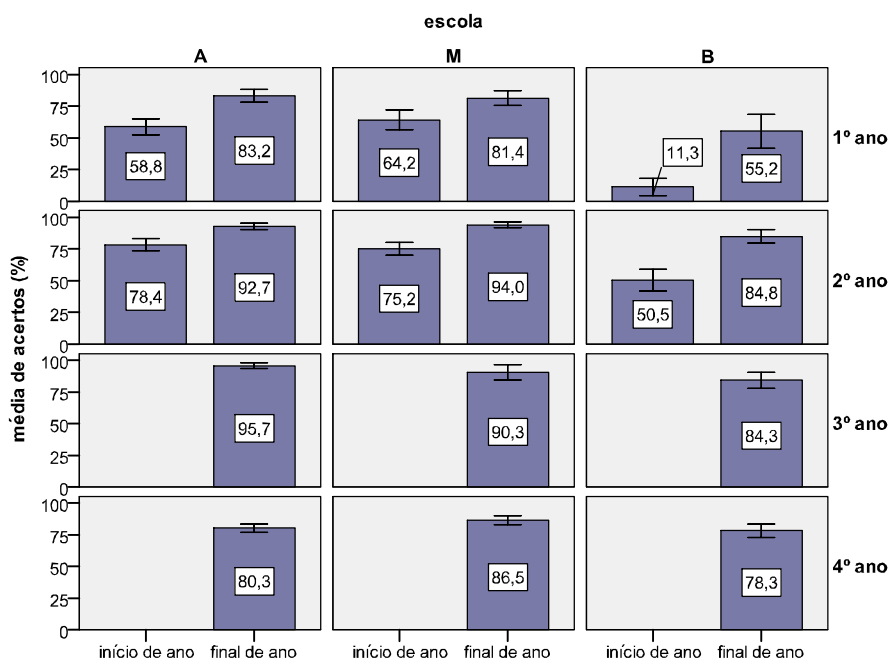 escola
A M B
100
75
50
25
0
58,8 83,2 64,2 81,4 11,3 55,2
1º ano
100
75
50
25
0
78,4 92,7 75,2 94,0 50,5 84,8
2º ano
100
75
50
25
0
95,7 90,3 84,3
3º ano
100
75
50
25
0
80,3 86,5 78,3
4º ano
média de acertos (%)
início de ano final de ano início de ano final de ano início de ano final de ano